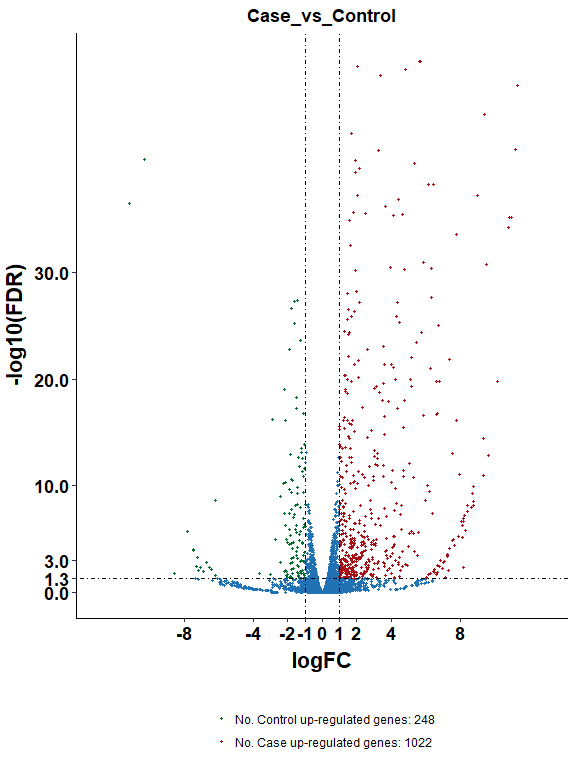 Case_vs_Control
-log10(FDR)
30.0
20.0
10.0
3.0
1.3
0.0
-8 -4 -2 -1 0 1 2 4 8
logFC
No. Control up-regulated genes: 248
No. Case up-regulated genes: 1022